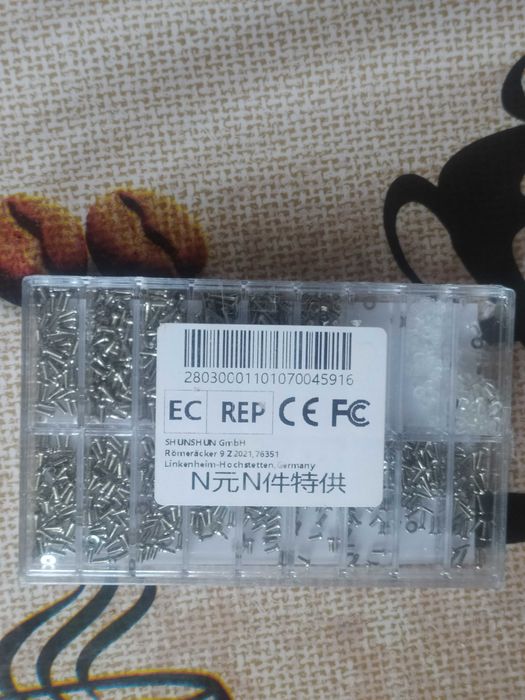 28030001101070045916
EC REP CE FC
SHUNSHUN GmbH
Römeräcker 9 Z2021,76351
Linkenheim-Hochstetten,Germany
N元N件特供